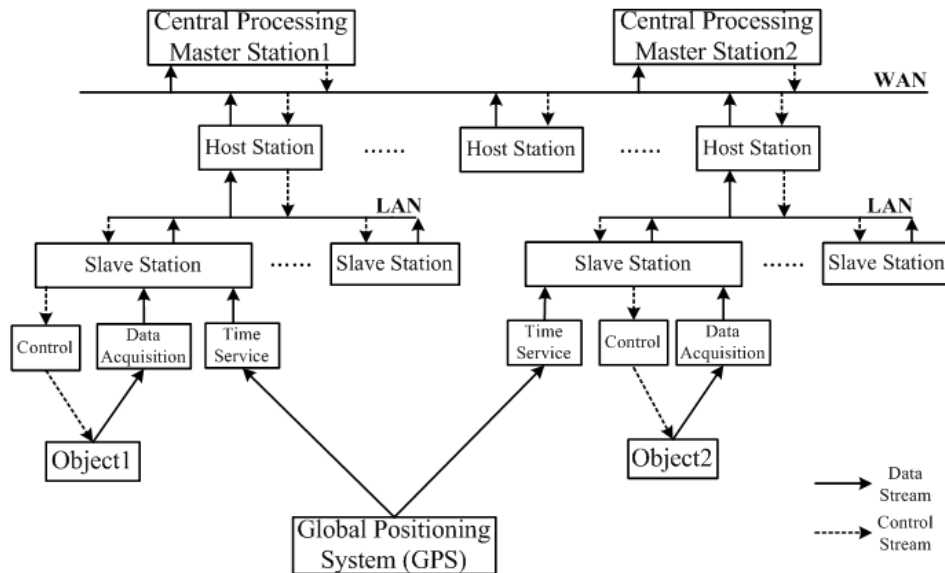 Central Processing
Master Station1
Central Processing
Master Station2
WAN
Host Station
……
Host Station
……
Host Station
LAN
LAN
Slave Station
……
Slave Station
Slave Station
……
Slave Station
Control
Data
Acquisition
Time
Service
Time
Service
Control
Data
Acquisition
Object1
Object2
Global Positioning
System (GPS)
Data
Stream
Control
Stream